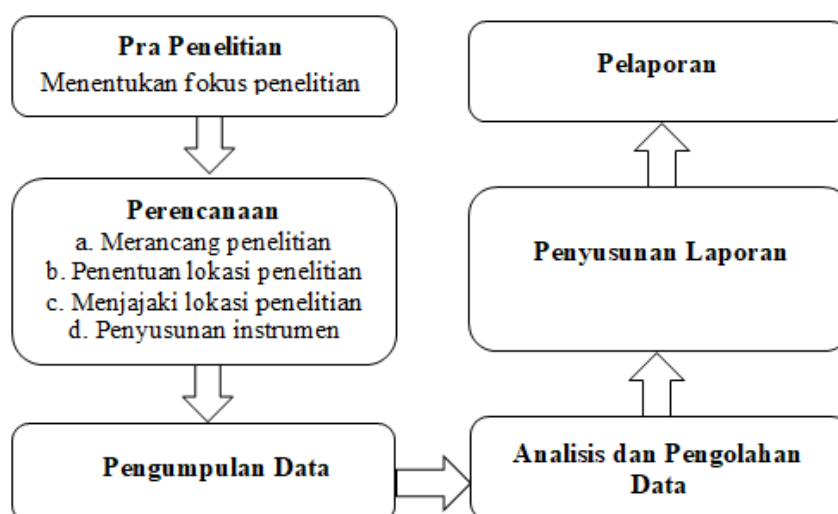 Pra Penelitian
Menentukan fokus penelitian
Perencanaan
a. Merancang penelitian
b. Penentuan lokasi penelitian
c. Menjajaki lokasi penelitian
d. Penyusunan instrumen
Pengumpulan Data
Analisis dan Pengolahan
Data
Penyusunan Laporan
Pelaporan